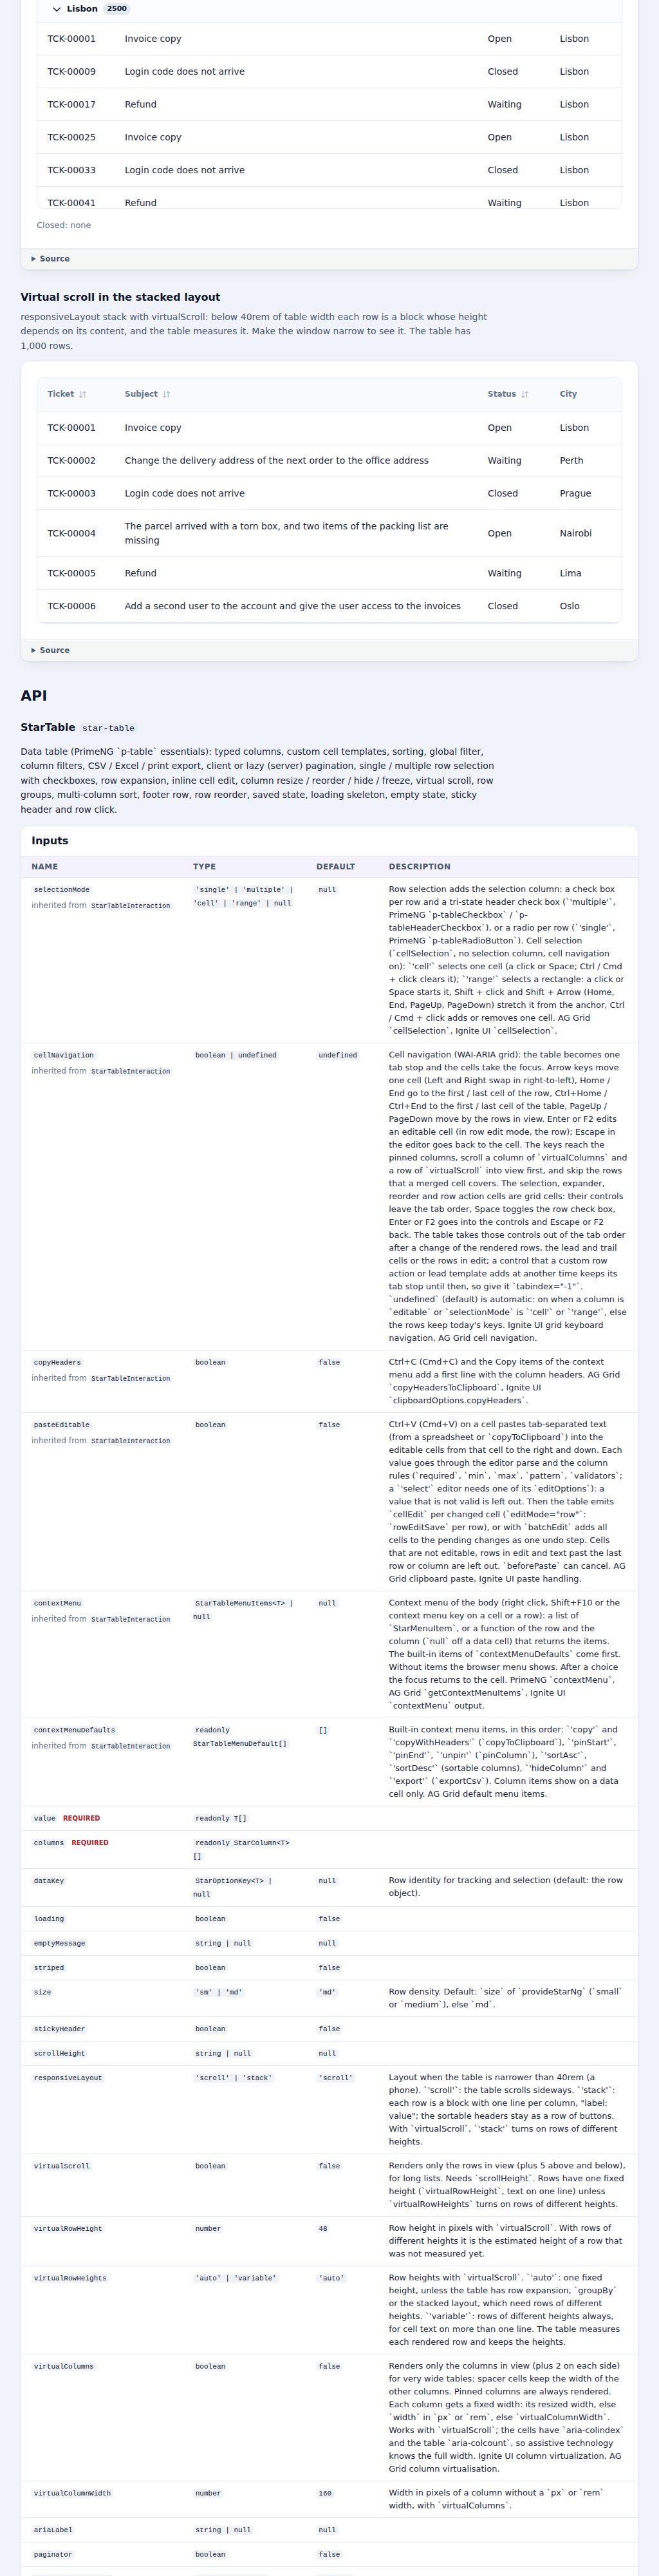 Lisbon 2500
TCK-00001 Invoice copy Open Lisbon
TCK-00009 Login code does not arrive Closed Lisbon
TCK-00017 Refund Waiting Lisbon
TCK-00025 Invoice copy Open Lisbon
TCK-00033 Login code does not arrive Closed Lisbon
TCK-00041 Refund Waiting Lisbon
Closed: none
Source
Virtual scroll in the stacked layout
responsiveLayout stack with virtualScroll: below 40rem of table width each row is a block whose height
depends on its content, and the table measures it. Make the window narrow to see it. The table has
1,000 rows.
Ticket Subject Status City
TCK-00001 Invoice copy Open Lisbon
TCK-00002 Change the delivery address of the next order to the office address Waiting Perth
TCK-00003 Login code does not arrive Closed Prague
TCK-00004 The parcel arrived with a torn box, and two items of the packing list are
missing Open Nairobi
TCK-00005 Refund Waiting Lima
TCK-00006 Add a second user to the account and give the user access to the invoices Closed Oslo
Source
API
StarTable star-table
Data table (PrimeNG `p-table` essentials): typed columns, custom cell templates, sorting, global filter,
column filters, CSV / Excel / print export, client or lazy (server) pagination, single / multiple row selection
with checkboxes, row expansion, inline cell edit, column resize / reorder / hide / freeze, virtual scroll, row
groups, multi-column sort, footer row, row reorder, saved state, loading skeleton, empty state, sticky
header and row click.
Inputs
NAME TYPE DEFAULT DESCRIPTION
selectionMode 'single' | 'multiple' | null Row selection adds the selection column: a check box
inherited from StarTableInteraction 'cell' | 'range' | null per row and a tri-state header check box (`'multiple'`,
PrimeNG `p-tableCheckbox` / `p-
tableHeaderCheckbox`), or a radio per row (`'single'`,
PrimeNG `p-tableRadioButton`). Cell selection
(`cellSelection`, no selection column, cell navigation
on): `'cell'` selects one cell (a click or Space; Ctrl / Cmd
+ click clears it); `'range'` selects a rectangle: a click or
Space starts it, Shift + click and Shift + Arrow (Home,
End, PageUp, PageDown) stretch it from the anchor, Ctrl
/ Cmd + click adds or removes one cell. AG Grid
`cellSelection`, Ignite UI `cellSelection`.
cellNavigation boolean | undefined undefined Cell navigation (WAI-ARIA grid): the table becomes one
inherited from StarTableInteraction tab stop and the cells take the focus. Arrow keys move
one cell (Left and Right swap in right-to-left), Home /
End go to the first / last cell of the row, Ctrl+Home /
Ctrl+End to the first / last cell of the table, PageUp /
PageDown move by the rows in view. Enter or F2 edits
an editable cell (in row edit mode, the row); Escape in
the editor goes back to the cell. The keys reach the
pinned columns, scroll a column of `virtualColumns` and
a row of `virtualScroll` into view first, and skip the rows
that a merged cell covers. The selection, expander,
reorder and row action cells are grid cells: their controls
leave the tab order, Space toggles the row check box,
Enter or F2 goes into the controls and Escape or F2
back. The table takes those controls out of the tab order
after a change of the rendered rows, the lead and trail
cells or the rows in edit; a control that a custom row
action or lead template adds at another time keeps its
tab stop until then, so give it `tabindex="-1"`.
`undefined` (default) is automatic: on when a column is
`editable` or `selectionMode` is `'cell'` or `'range'`, else
the rows keep today's keys. Ignite UI grid keyboard
navigation, AG Grid cell navigation.
copyHeaders boolean false Ctrl+C (Cmd+C) and the Copy items of the context
inherited from StarTableInteraction menu add a first line with the column headers. AG Grid
`copyHeadersToClipboard`, Ignite UI
`clipboardOptions.copyHeaders`.
pasteEditable boolean false Ctrl+V (Cmd+V) on a cell pastes tab-separated text
inherited from StarTableInteraction (from a spreadsheet or `copyToClipboard`) into the
editable cells from that cell to the right and down. Each
value goes through the editor parse and the column
rules (`required`, `min`, `max`, `pattern`, `validators`;
a `'select'` editor needs one of its `editOptions`): a
value that is not valid is left out. Then the table emits
`cellEdit` per changed cell (`editMode="row"`:
`rowEditSave` per row), or with `batchEdit` adds all
cells to the pending changes as one undo step. Cells
that are not editable, rows in edit and text past the last
row or column are left out. `beforePaste` can cancel. AG
Grid clipboard paste, Ignite UI paste handling.
contextMenu StarTableMenuItems<T> | null Context menu of the body (right click, Shift+F10 or the
inherited from StarTableInteraction null context menu key on a cell or a row): a list of
`StarMenuItem`, or a function of the row and the
column (`null` off a data cell) that returns the items.
The built-in items of `contextMenuDefaults` come first.
Without items the browser menu shows. After a choice
the focus returns to the cell. PrimeNG `contextMenu`,
AG Grid `getContextMenuItems`, Ignite UI
`contextMenu` output.
contextMenuDefaults readonly [] Built-in context menu items, in this order: `'copy'` and
inherited from StarTableInteraction StarTableMenuDefault[] `'copyWithHeaders'` (`copyToClipboard`), `'pinStart'`,
`'pinEnd'`, `'unpin'` (`pinColumn`), `'sortAsc'`,
`'sortDesc'` (sortable columns), `'hideColumn'` and
`'export'` (`exportCsv`). Column items show on a data
cell only. AG Grid default menu items.
value REQUIRED readonly T[]
columns REQUIRED readonly StarColumn<T>
[]
dataKey StarOptionKey<T> | null Row identity for tracking and selection (default: the row
null object).
loading boolean false
emptyMessage string | null null
striped boolean false
size 'sm' | 'md' 'md' Row density. Default: `size` of `provideStarNg` (`small`
or `medium`), else `md`.
stickyHeader boolean false
scrollHeight string | null null
responsiveLayout 'scroll' | 'stack' 'scroll' Layout when the table is narrower than 40rem (a
phone). `'scroll'`: the table scrolls sideways. `'stack'`:
each row is a block with one line per column, "label:
value"; the sortable headers stay as a row of buttons.
With `virtualScroll`, `'stack'` turns on rows of different
heights.
virtualScroll boolean false Renders only the rows in view (plus 5 above and below),
for long lists. Needs `scrollHeight`. Rows have one fixed
height (`virtualRowHeight`, text on one line) unless
`virtualRowHeights` turns on rows of different heights.
virtualRowHeight number 48 Row height in pixels with `virtualScroll`. With rows of
different heights it is the estimated height of a row that
was not measured yet.
virtualRowHeights 'auto' | 'variable' 'auto' Row heights with `virtualScroll`. `'auto'`: one fixed
height, unless the table has row expansion, `groupBy`
or the stacked layout, which need rows of different
heights. `'variable'`: rows of different heights always,
for cell text on more than one line. The table measures
each rendered row and keeps the heights.
virtualColumns boolean false Renders only the columns in view (plus 2 on each side)
for very wide tables: spacer cells keep the width of the
other columns. Pinned columns are always rendered.
Each column gets a fixed width: its resized width, else
`width` in `px` or `rem`, else `virtualColumnWidth`.
Works with `virtualScroll`; the cells have `aria-colindex`
and the table `aria-colcount`, so assistive technology
knows the full width. Ignite UI column virtualization, AG
Grid column virtualisation.
virtualColumnWidth number 160 Width in pixels of a column without a `px` or `rem`
width, with `virtualColumns`.
ariaLabel string | null null
paginator boolean false